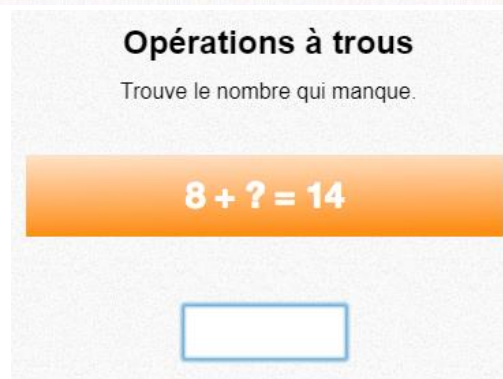 Opérations à trous
Trouve le nombre qui manque.
8 + ? = 14